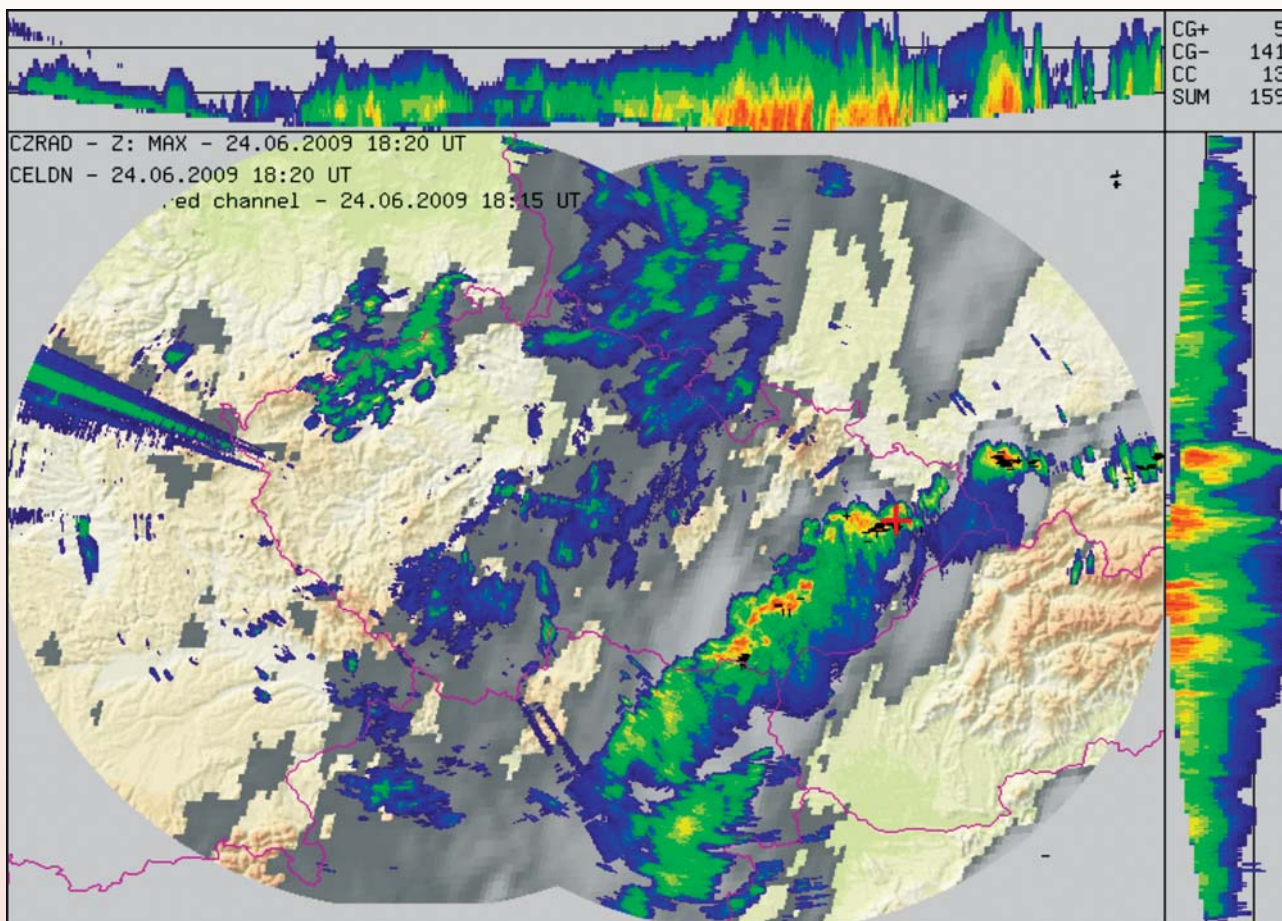 CG+ 5
CG- 141
CC 13
SUM 159
CZRAD - Z: MAX - 24.06.2009 18:20 UT
CELDN - 24.06.2009 18:20 UT
red channel - 24.06.2009 18:15 UT